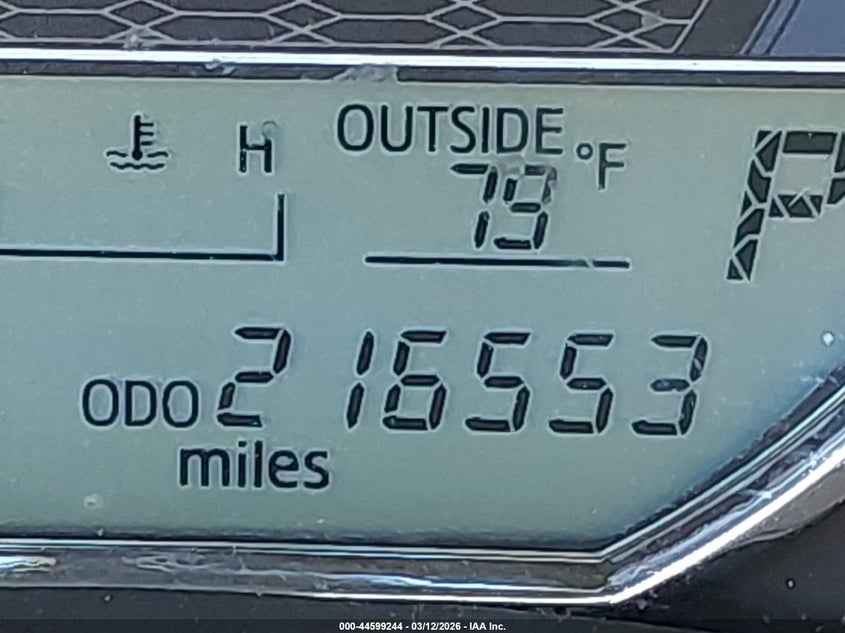 H
OUTSIDE °F
79
P
ODO 216553
miles
000-44599244 - 03/12/2026 - IAA Inc.